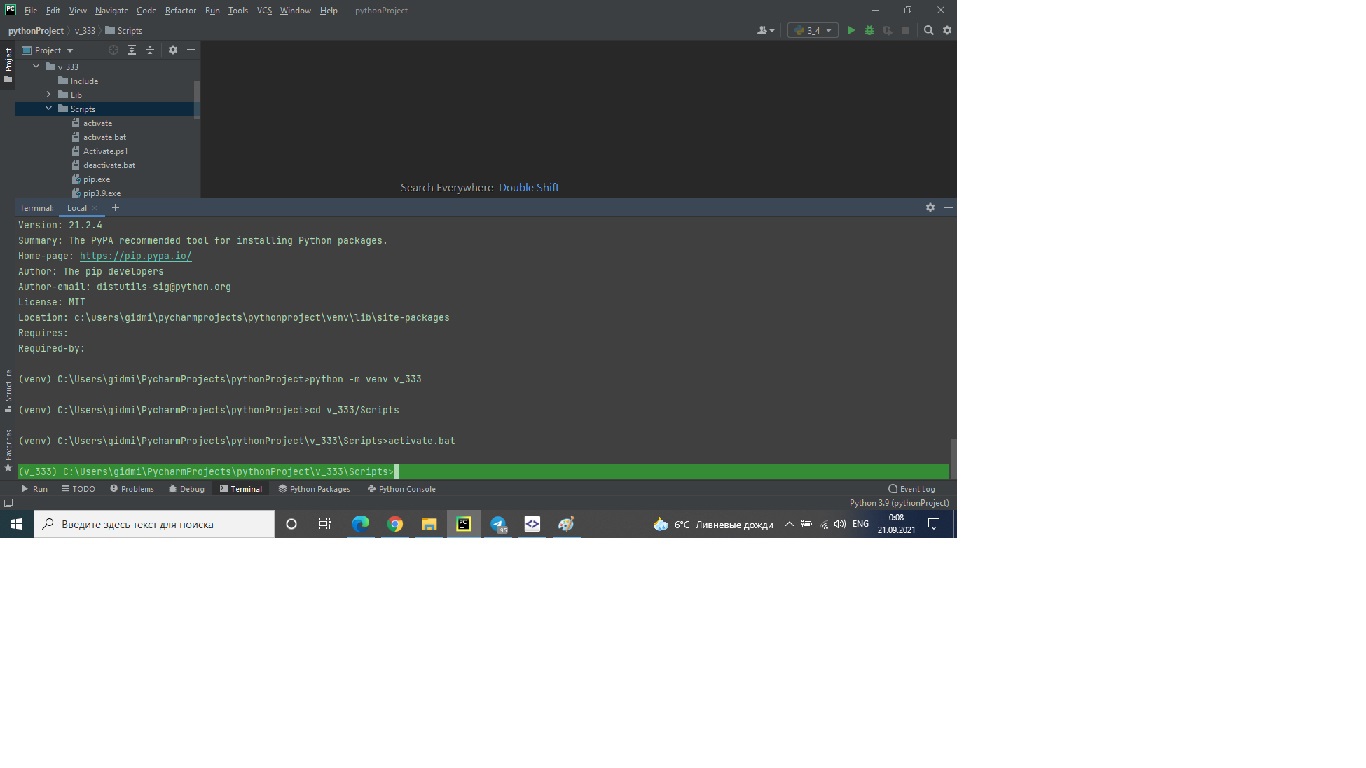 PC File Edit View Navigate Code Refactor Run Tools VCS Window Help pythonProject
pythonProject v_333 Scripts 3_4
Project
Project
v_333
Include
Lib
Scripts
activate
activate.bat
Activate.ps1
deactivate.bat
pip.exe
pip3.9.exe
Search Everywhere Double Shift
Terminal: Local × +
Version: 21.2.4
Summary: The PyPA recommended tool for installing Python packages.
Home-page: https://pip.pypa.io/
Author: The pip developers
Author-email: distutils-sig@python.org
License: MIT
Location: c:\users\gidmi\pycharmprojects\pythonproject\venv\lib\site-packages
Requires:
Required-by:
(venv) C:\Users\gidmi\PycharmProjects\pythonProject>python -m venv v_333
(venv) C:\Users\gidmi\PycharmProjects\pythonProject>cd v_333/Scripts
(venv) C:\Users\gidmi\PycharmProjects\pythonProject\v_333\Scripts>activate.bat
(v_333) C:\Users\gidmi\PycharmProjects\pythonProject\v_333\Scripts>
Structure
Favorites
Run TODO Problems Debug Terminal Python Packages Python Console Event Log
Python 3.9 (pythonProject)
Введите здесь текст для поиска
PC
45
6°C Ливневые дожди
ENG
0:08
21.09.2021